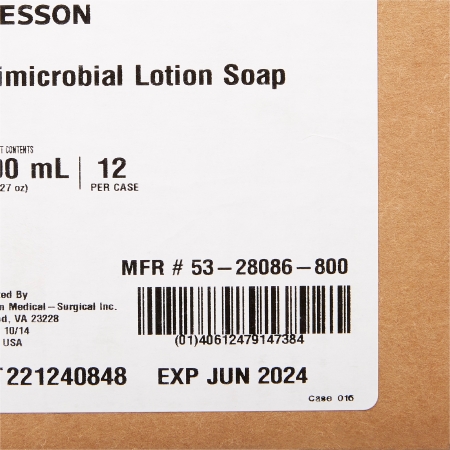 ESSON
imicrobial Lotion Soap
T CONTENTS
00 mL | 12
27 oz) PER CASE
MFR # 53-28086-800
ed By
n Medical-Surgical Inc.
d, VA 23228
10/14
USA
(01)40612479147384
T 221240848 EXP JUN 2024
Case 016